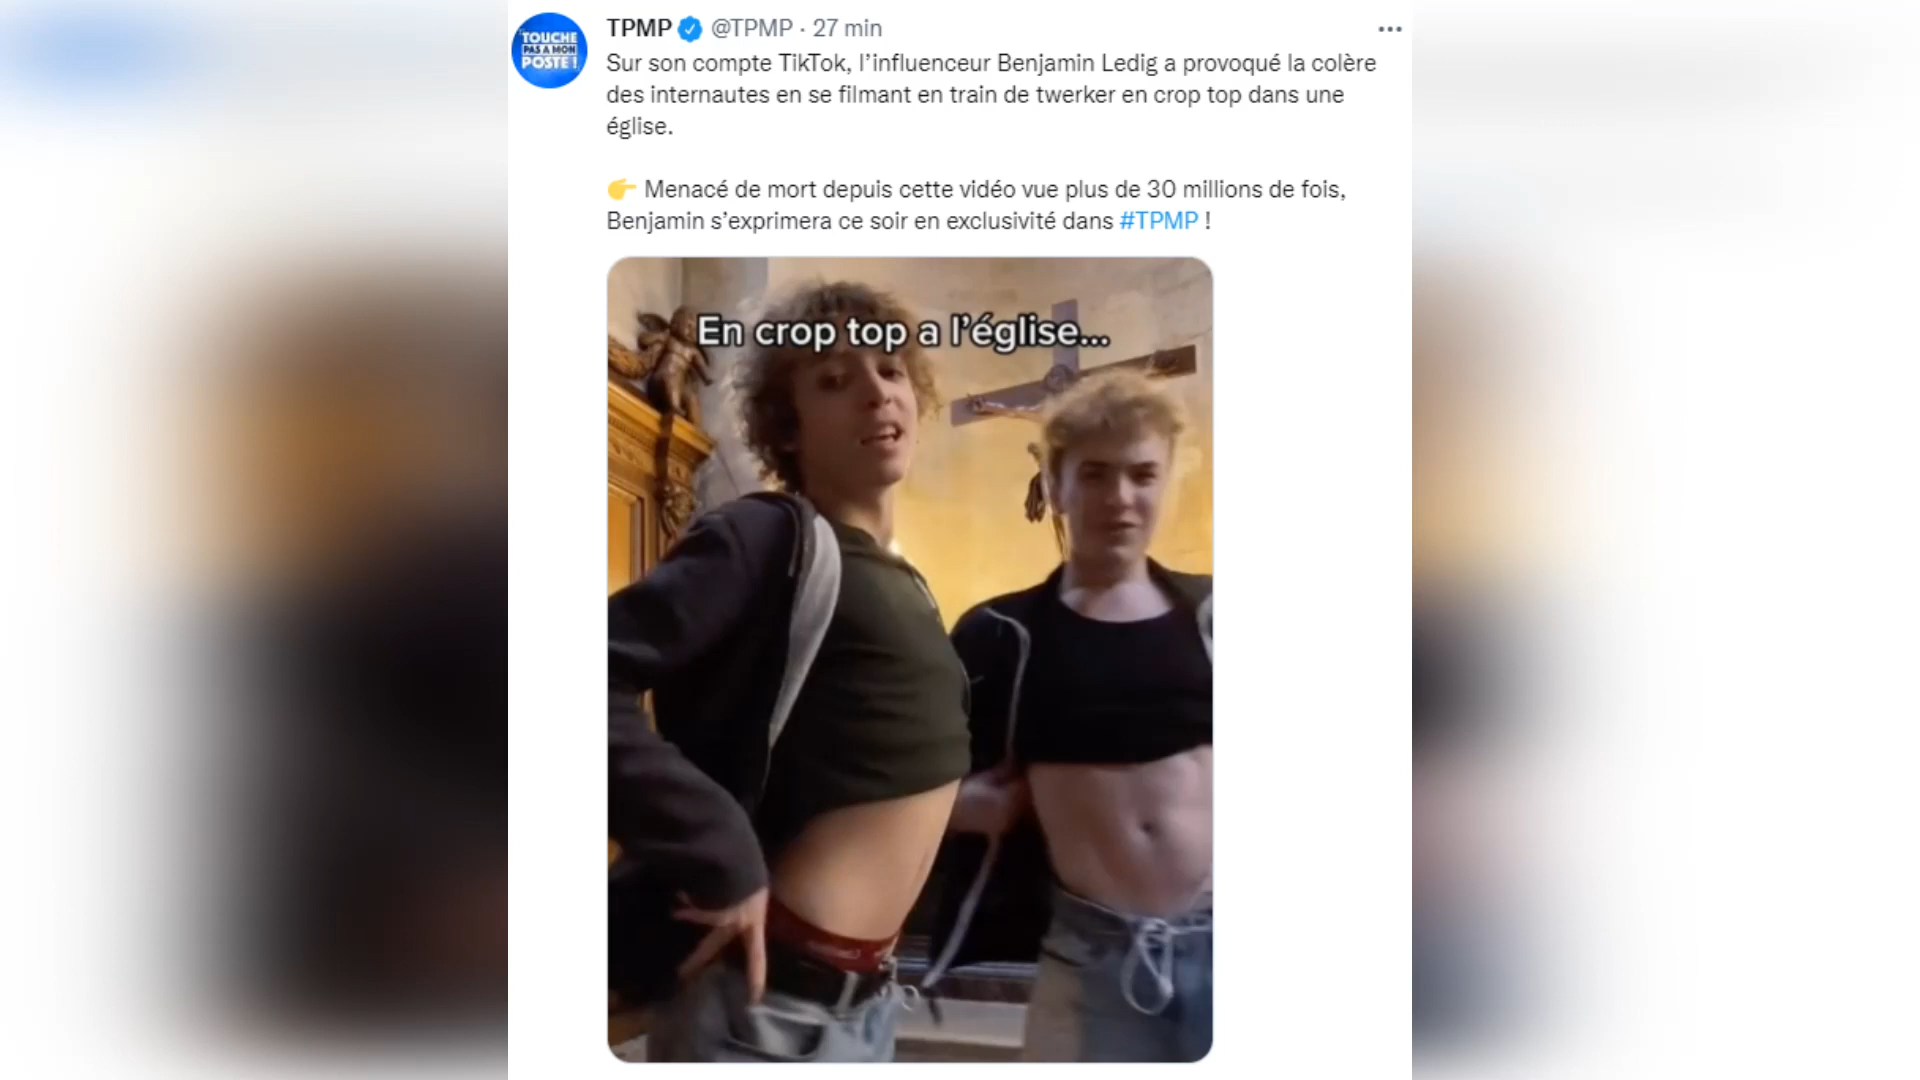 TPMP @TPMP · 27 min
TOUCHE
PAS A MON
POSTE !
Sur son compte TikTok, l’influenceur Benjamin Ledig a provoqué la colère
des internautes en se filmant en train de twerker en crop top dans une
église.
👉 Menacé de mort depuis cette vidéo vue plus de 30 millions de fois,
Benjamin s’exprimera ce soir en exclusivité dans #TPMP !
En crop top a l’église...